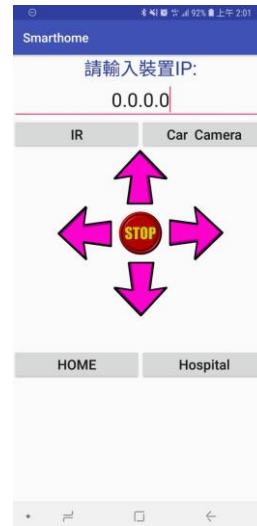 92% 上午 2:01
Smarthome
請輸入裝置IP:
0.0.0.0
IR
Car Camera
STOP
HOME
Hospital